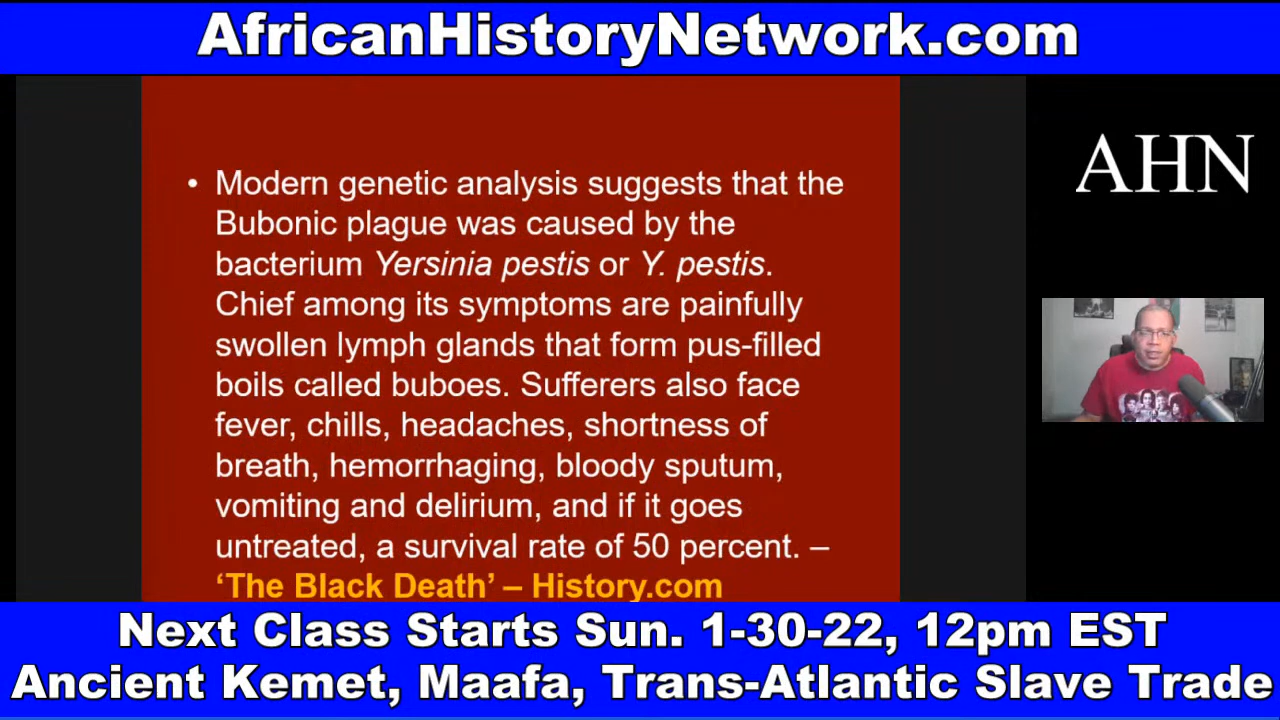 AfricanHistoryNetwork.com
AHN
• Modern genetic analysis suggests that the
Bubonic plague was caused by the
bacterium Yersinia pestis or Y. pestis.
Chief among its symptoms are painfully
swollen lymph glands that form pus-filled
boils called buboes. Sufferers also face
fever, chills, headaches, shortness of
breath, hemorrhaging, bloody sputum,
vomiting and delirium, and if it goes
untreated, a survival rate of 50 percent. –
‘The Black Death’ – History.com
Next Class Starts Sun. 1-30-22, 12pm EST
Ancient Kemet, Maafa, Trans-Atlantic Slave Trade